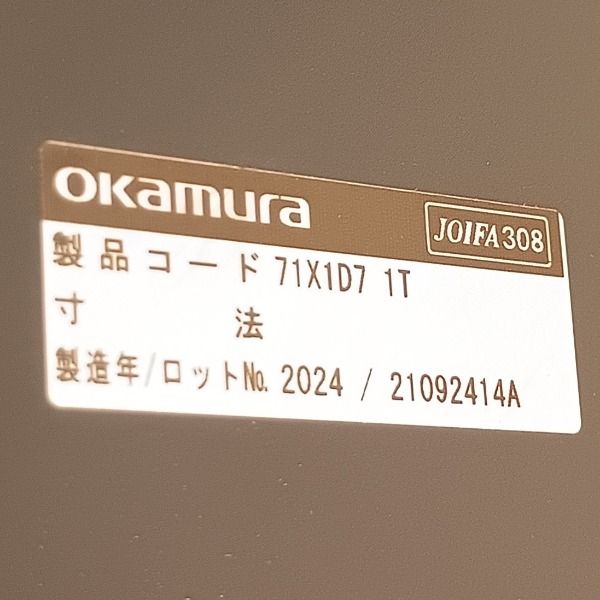 okamura
JOIFA308
製品コード 71X1D7 1T
寸法
製造年/ロットNo. 2024 / 21092414A